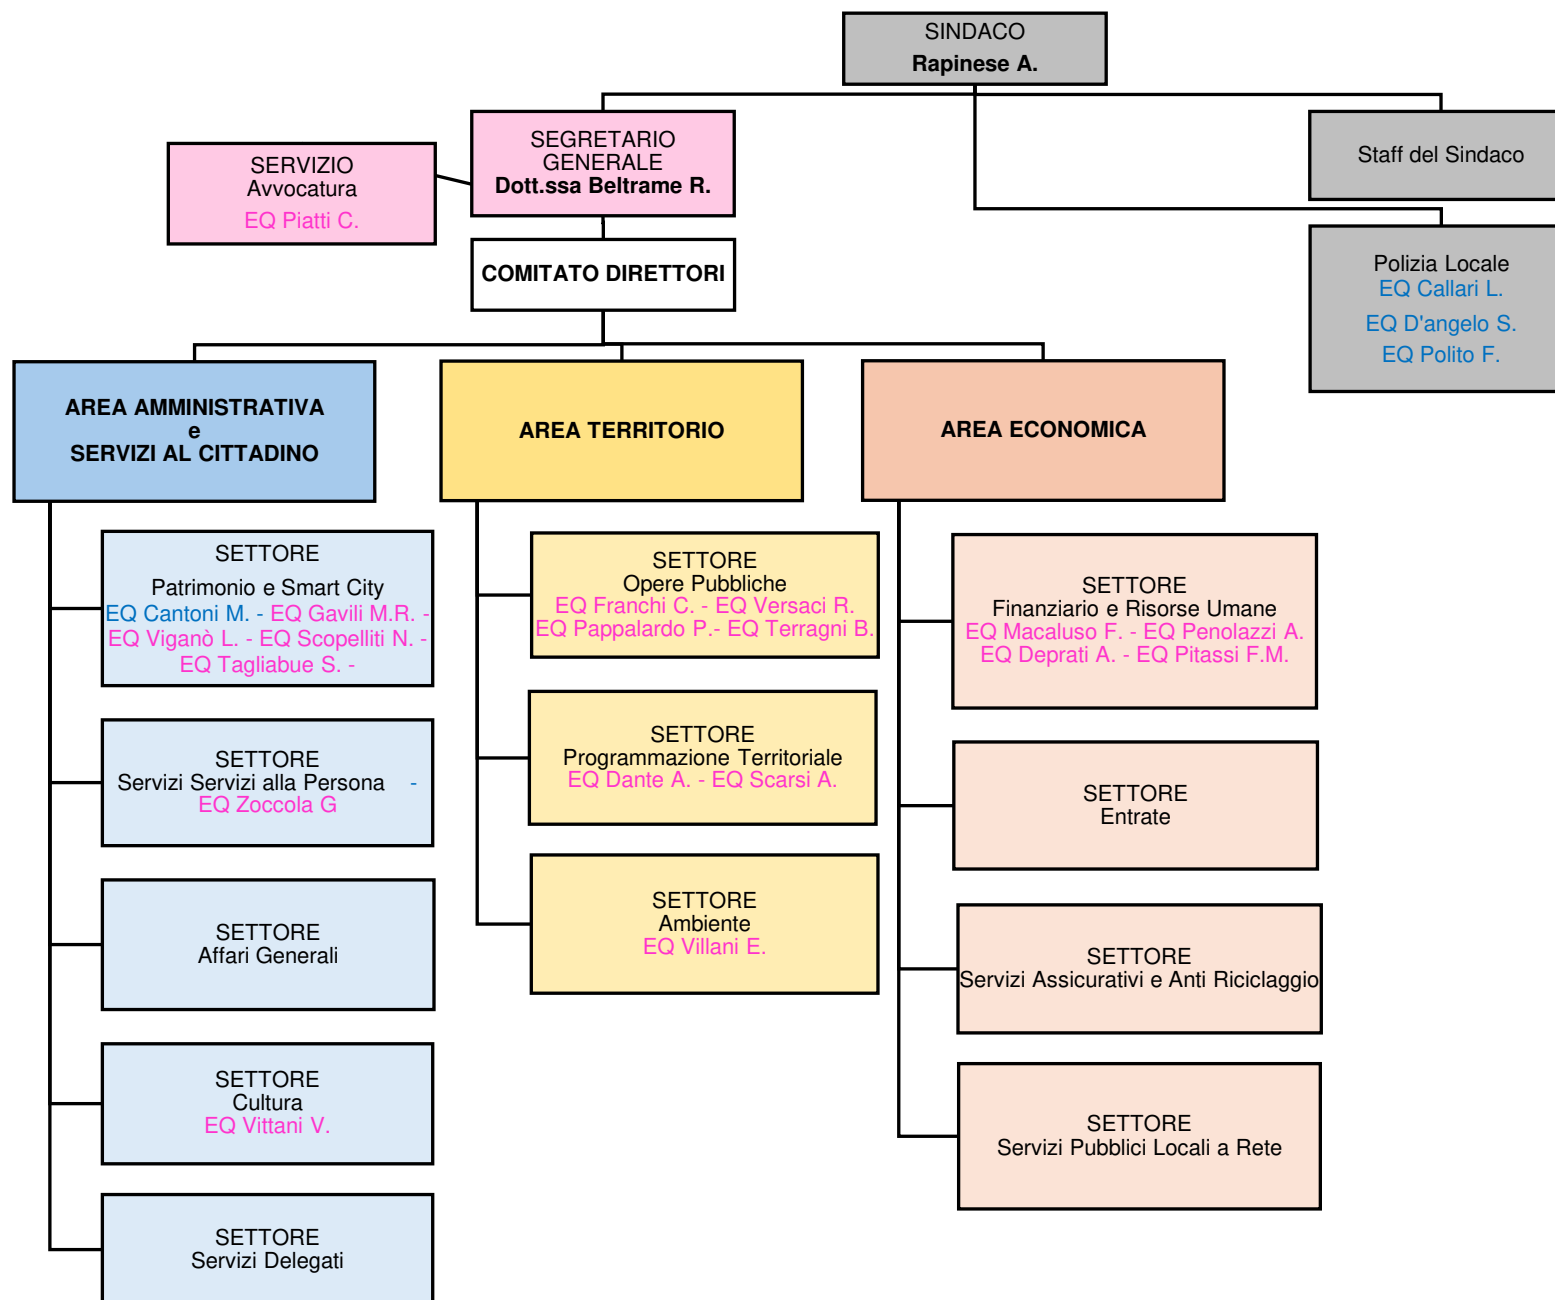 SINDACO
Rapinese A.
SEGRETARIO
GENERALE
Dott.ssa Beltrame R.
Staff del Sindaco
SERVIZIO
Avvocatura
EQ Piatti C.
COMITATO DIRETTORI
Polizia Locale
EQ Callari L.
EQ D'angelo S.
EQ Polito F.
AREA AMMINISTRATIVA
e
SERVIZI AL CITTADINO
AREA TERRITORIO
AREA ECONOMICA
SETTORE
Patrimonio e Smart City
EQ Cantoni M. - EQ Gavili M.R. -
EQ Viganò L. - EQ Scopelliti N. -
EQ Tagliabue S. -
SETTORE
Servizi Servizi alla Persona -
EQ Zoccola G
SETTORE
Affari Generali
SETTORE
Cultura
EQ Vittani V.
SETTORE
Servizi Delegati
SETTORE
Opere Pubbliche
EQ Franchi C. - EQ Versaci R.
EQ Pappalardo P.- EQ Terragni B.
SETTORE
Programmazione Territoriale
EQ Dante A. - EQ Scarsi A.
SETTORE
Ambiente
EQ Villani E.
SETTORE
Finanziario e Risorse Umane
EQ Macaluso F. - EQ Penolazzi A.
EQ Deprati A. - EQ Pitassi F.M.
SETTORE
Entrate
SETTORE
Servizi Assicurativi e Anti Riciclaggio
SETTORE
Servizi Pubblici Locali a Rete